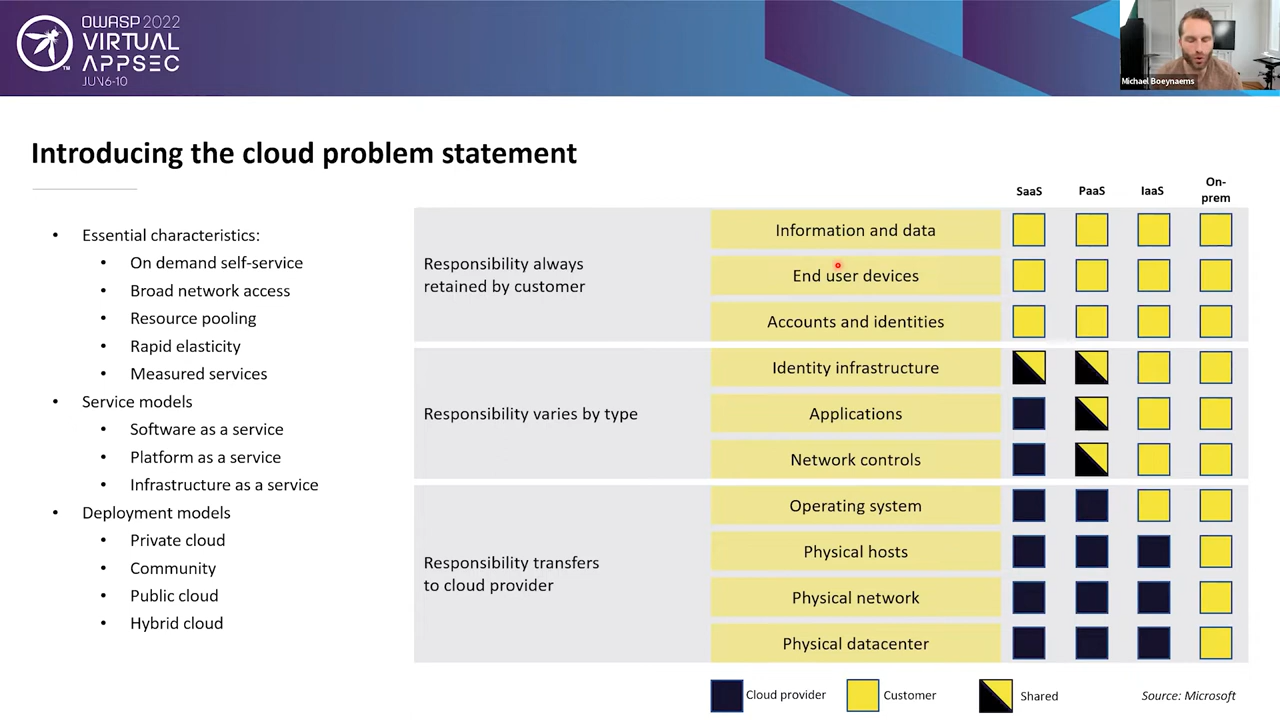 OWASP 2022
VIRTUAL
APPSEC
JUN 6-10
Michael Boeynaems
Introducing the cloud problem statement
• Essential characteristics:
• On demand self-service
• Broad network access
• Resource pooling
• Rapid elasticity
• Measured services
• Service models
• Software as a service
• Platform as a service
• Infrastructure as a service
• Deployment models
• Private cloud
• Community
• Public cloud
• Hybrid cloud
SaaS PaaS IaaS On-
prem
Responsibility always
retained by customer
Information and data
End user devices
Accounts and identities
Responsibility varies by type
Identity infrastructure
Applications
Network controls
Responsibility transfers
to cloud provider
Operating system
Physical hosts
Physical network
Physical datacenter
Cloud provider Customer Shared Source: Microsoft